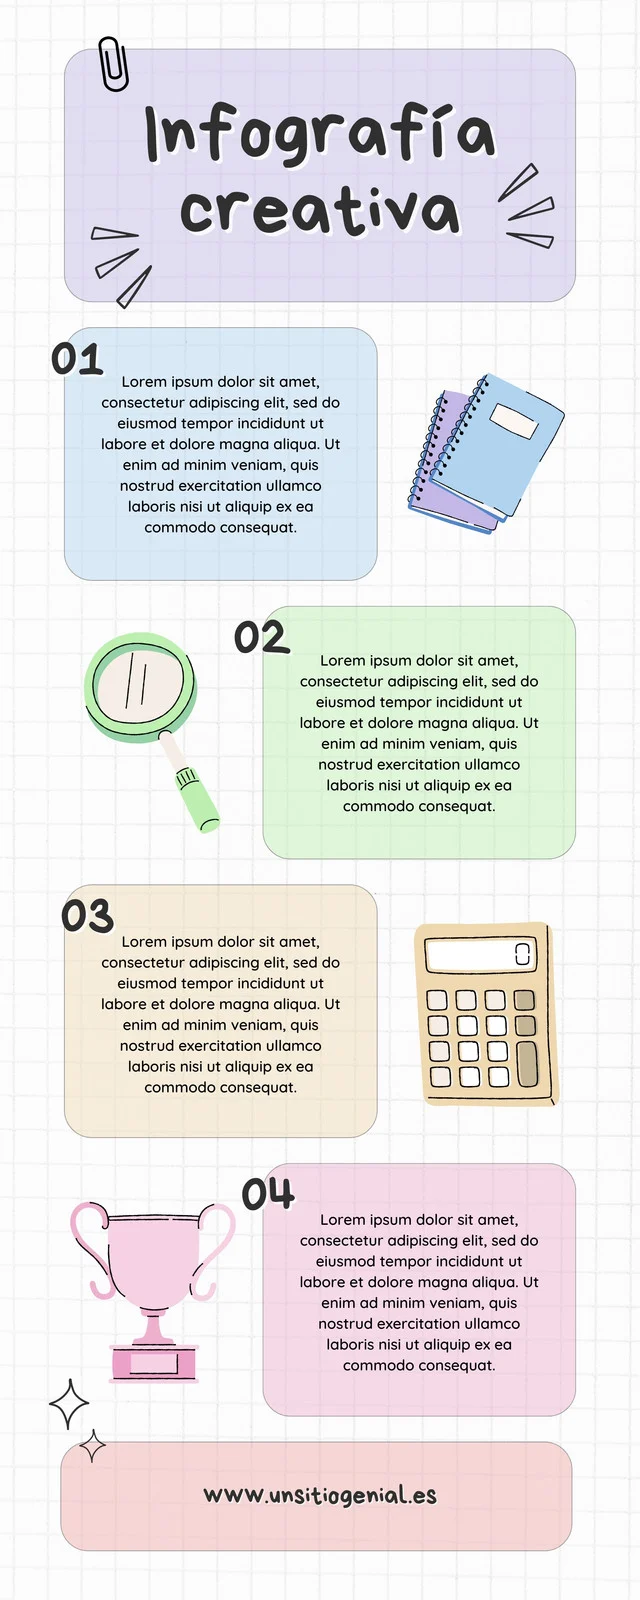 Infografía
creativa
01
Lorem ipsum dolor sit amet,
consectetur adipiscing elit, sed do
eiusmod tempor incididunt ut
labore et dolore magna aliqua. Ut
enim ad minim veniam, quis
nostrud exercitation ullamco
laboris nisi ut aliquip ex ea
commodo consequat.
02
Lorem ipsum dolor sit amet,
consectetur adipiscing elit, sed do
eiusmod tempor incididunt ut
labore et dolore magna aliqua. Ut
enim ad minim veniam, quis
nostrud exercitation ullamco
laboris nisi ut aliquip ex ea
commodo consequat.
03
Lorem ipsum dolor sit amet,
consectetur adipiscing elit, sed do
eiusmod tempor incididunt ut
labore et dolore magna aliqua. Ut
enim ad minim veniam, quis
nostrud exercitation ullamco
laboris nisi ut aliquip ex ea
commodo consequat.
0
04
Lorem ipsum dolor sit amet,
consectetur adipiscing elit, sed do
eiusmod tempor incididunt ut
labore et dolore magna aliqua. Ut
enim ad minim veniam, quis
nostrud exercitation ullamco
laboris nisi ut aliquip ex ea
commodo consequat.
www.unsitiogenial.es